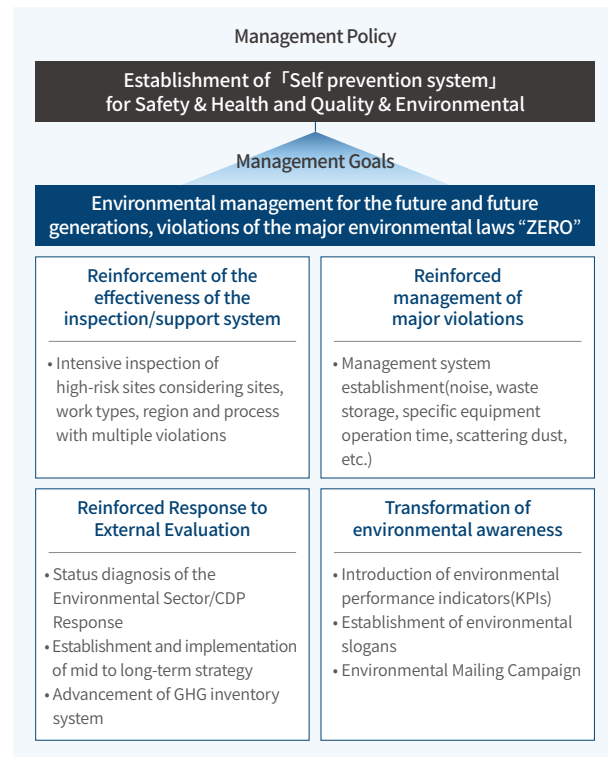 Management Policy
Establishment of「Self prevention system」
for Safety & Health and Quality & Environmental
Management Goals
Environmental management for the future and future
generations, violations of the major environmental laws “ZERO”
Reinforcement of the
effectiveness of the
inspection/support system
• Intensive inspection of
high-risk sites considering sites,
work types, region and process
with multiple violations
Reinforced
management of
major violations
• Management system
establishment(noise, waste
storage, specific equipment
operation time, scattering dust,
etc.)
Reinforced Response to
External Evaluation
• Status diagnosis of the
Environmental Sector/CDP
Response
• Establishment and implementation
of mid to long-term strategy
• Advancement of GHG inventory
system
Transformation of
environmental awareness
• Introduction of environmental
performance indicators(KPIs)
• Establishment of environmental
slogans
• Environmental Mailing Campaign